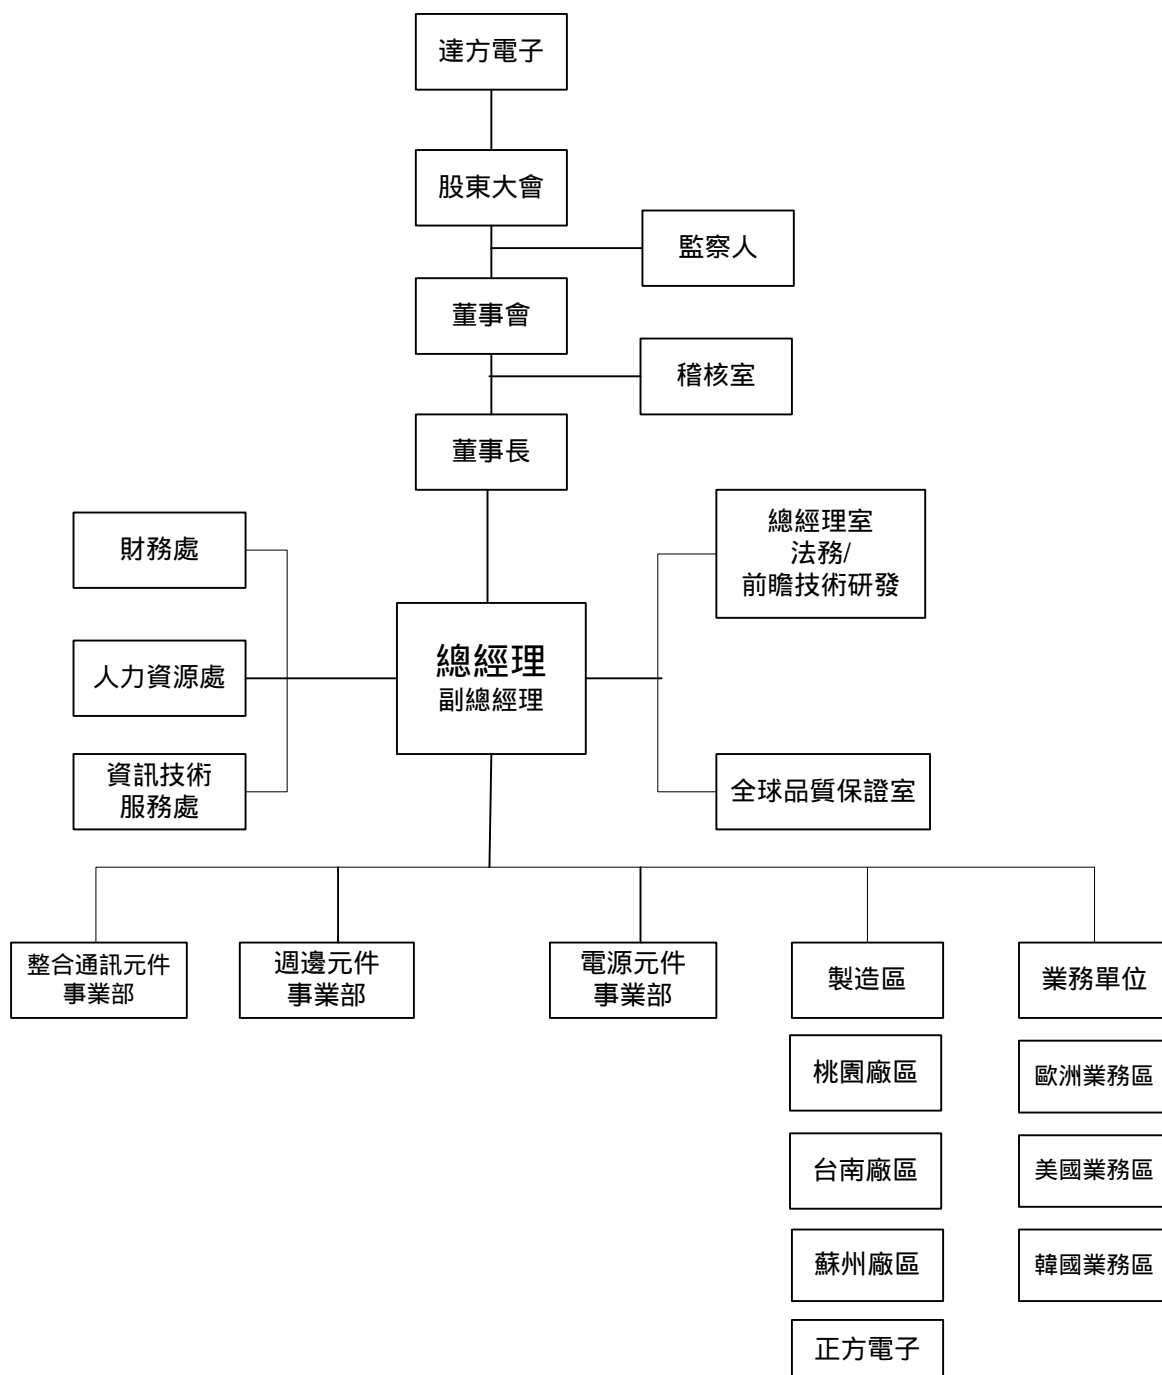 達方電子
股東大會
監察人
董事會
稽核室
董事長
財務處
人力資源處
資訊技術
服務處
總經理
副總經理
總經理室
法務/
前瞻技術研發
全球品質保證室
整合通訊元件
事業部
週邊元件
事業部
電源元件
事業部
製造區
桃園廠區
台南廠區
蘇州廠區
正方電子
業務單位
歐洲業務區
美國業務區
韓國業務區